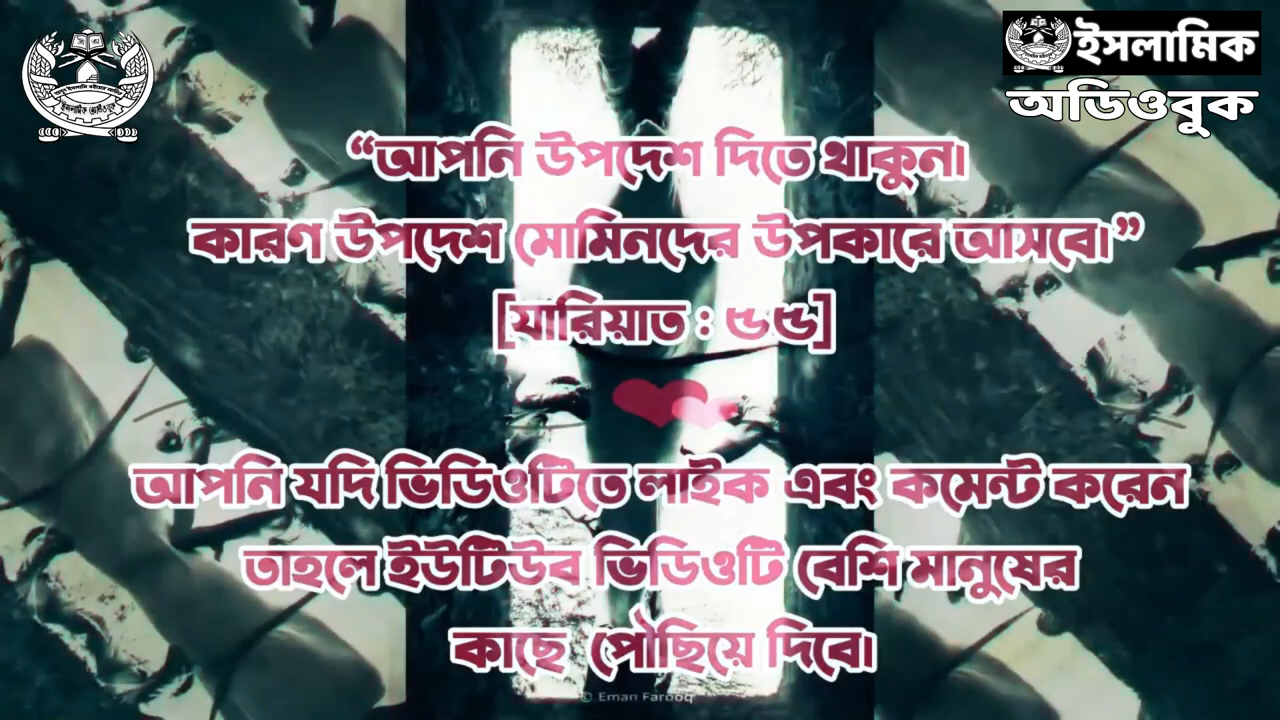 ইসলামিক
অডিওবুক
“আপনি উপদেশ দিতে থাকুন।
কারণ উপদেশ মোমিনদের উপকারে আসবে।”
[যারিয়াত : ৫৫]
আপনি যদি ভিডিওটিতে লাইক এবং কমেন্ট করেন
তাহলে ইউটিউব ভিডিওটি বেশি মানুষের
কাছে পৌছিয়ে দিবে।
© Eman Farooq